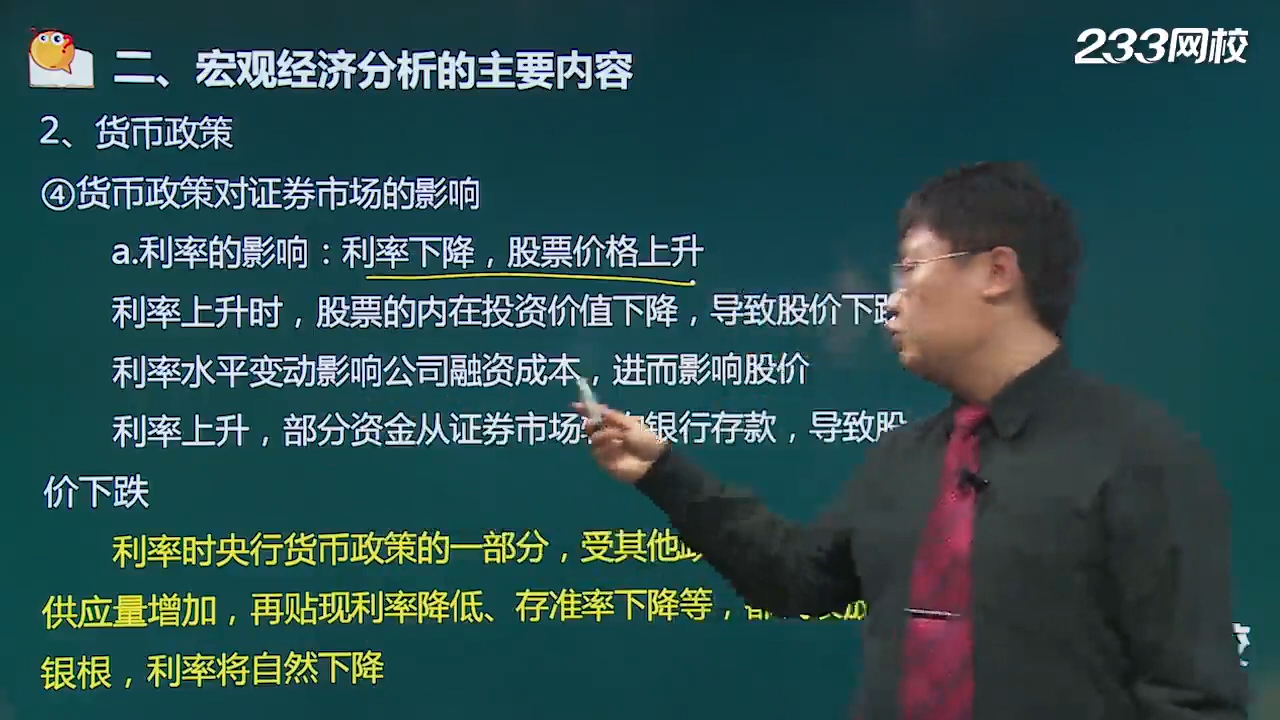 233网校
二、宏观经济分析的主要内容
2、货币政策
④货币政策对证券市场的影响
a.利率的影响：利率下降，股票价格上升
利率上升时，股票的内在投资价值下降，导致股价下跌
利率水平变动影响公司融资成本，进而影响股价
利率上升，部分资金从证券市场 银行存款，导致股
价下跌
利率时央行货币政策的一部分，受其他
供应量增加，再贴现利率降低、存准率下降等，
银根，利率将自然下降
校